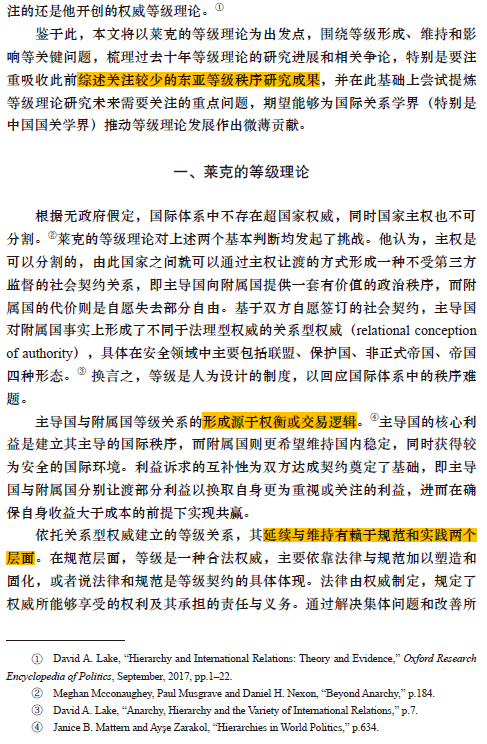 注的还是他开创的权威等级理论。①
鉴于此，本文将以莱克的等级理论为出发点，围绕等级形成、维持和影
响等关键问题，梳理过去十年等级理论的研究进展和相关争论，特别是要注
重吸收此前综述关注较少的东亚等级秩序研究成果，并在此基础上尝试提炼
等级理论研究未来需要关注的重点问题，期望能够为国际关系学界（特别是
中国国关学界）推动等级理论发展作出微薄贡献。
一、莱克的等级理论
根据无政府假定，国际体系中不存在超国家权威，同时国家主权也不可
分割。②莱克的等级理论对上述两个基本判断均发起了挑战。他认为，主权是
可以分割的，由此国家之间就可以通过主权让渡的方式形成一种不受第三方
监督的社会契约关系，即主导国向附属国提供一套有价值的政治秩序，而附
属国的代价则是自愿失去部分自由。基于双方自愿签订的社会契约，主导国
对附属国事实上形成了不同于法理型权威的关系型权威（relational conception
of authority），具体在安全领域中主要包括联盟、保护国、非正式帝国、帝国
四种形态。③ 换言之，等级是人为设计的制度，以回应国际体系中的秩序难
题。
主导国与附属国等级关系的形成源于权衡或交易逻辑。④主导国的核心利
益是建立其主导的国际秩序，而附属国则更希望维持国内稳定，同时获得较
为安全的国际环境。利益诉求的互补性为双方达成契约奠定了基础，即主导
国与附属国分别让渡部分利益以换取自身更为重视或关注的利益，进而在确
保自身收益大于成本的前提下实现共赢。
依托关系型权威建立的等级关系，其延续与维持有赖于规范和实践两个
层面。在规范层面，等级是一种合法权威，主要依靠法律与规范加以塑造和
固化，或者说法律和规范是等级契约的具体体现。法律由权威制定，规定了
权威所能够享受的权利及其承担的责任与义务。通过解决集体问题和改善所
① David A. Lake, “Hierarchy and International Relations: Theory and Evidence,” Oxford Research
Encyclopedia of Politics, September, 2017, pp.1–22.
② Meghan Mcconaughey, Paul Musgrave and Daniel H. Nexon, “Beyond Anarchy,” p.184.
③ David A. Lake, “Anarchy, Hierarchy and the Variety of International Relations,” p.7.
④ Janice B. Mattern and Ayşe Zarakol, “Hierarchies in World Politics,” p.634.